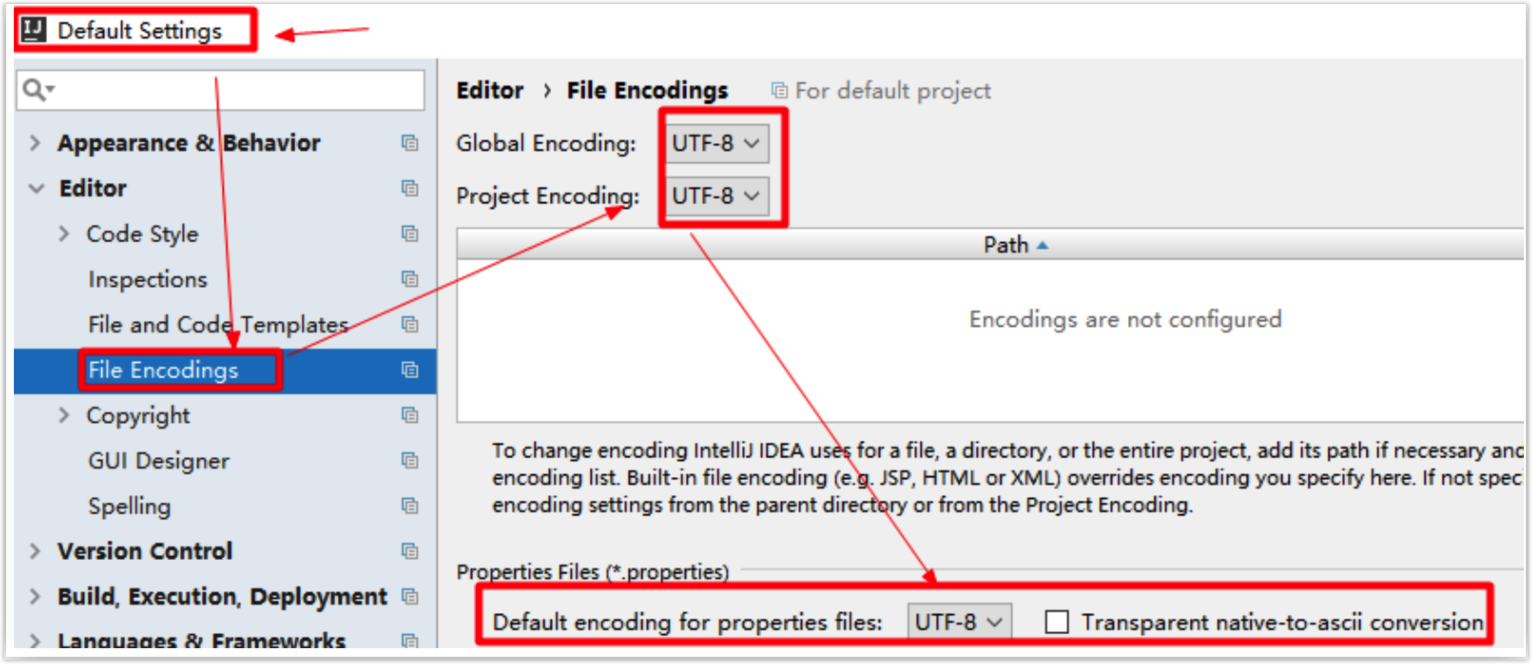 IJ Default Settings
Editor › File Encodings For default project
Appearance & Behavior
Global Encoding: UTF-8
Editor
Project Encoding: UTF-8
Code Style
Path
Inspections
Encodings are not configured
File and Code Templates
File Encodings
Copyright
GUI Designer
Spelling
Version Control
Build, Execution, Deployment
Languages & Frameworks
To change encoding IntelliJ IDEA uses for a file, a directory, or the entire project, add its path if necessary and
encoding list. Built-in file encoding (e.g. JSP, HTML or XML) overrides encoding you specify here. If not spec
encoding settings from the parent directory or from the Project Encoding.
Properties Files (*.properties)
Default encoding for properties files: UTF-8 Transparent native-to-ascii conversion